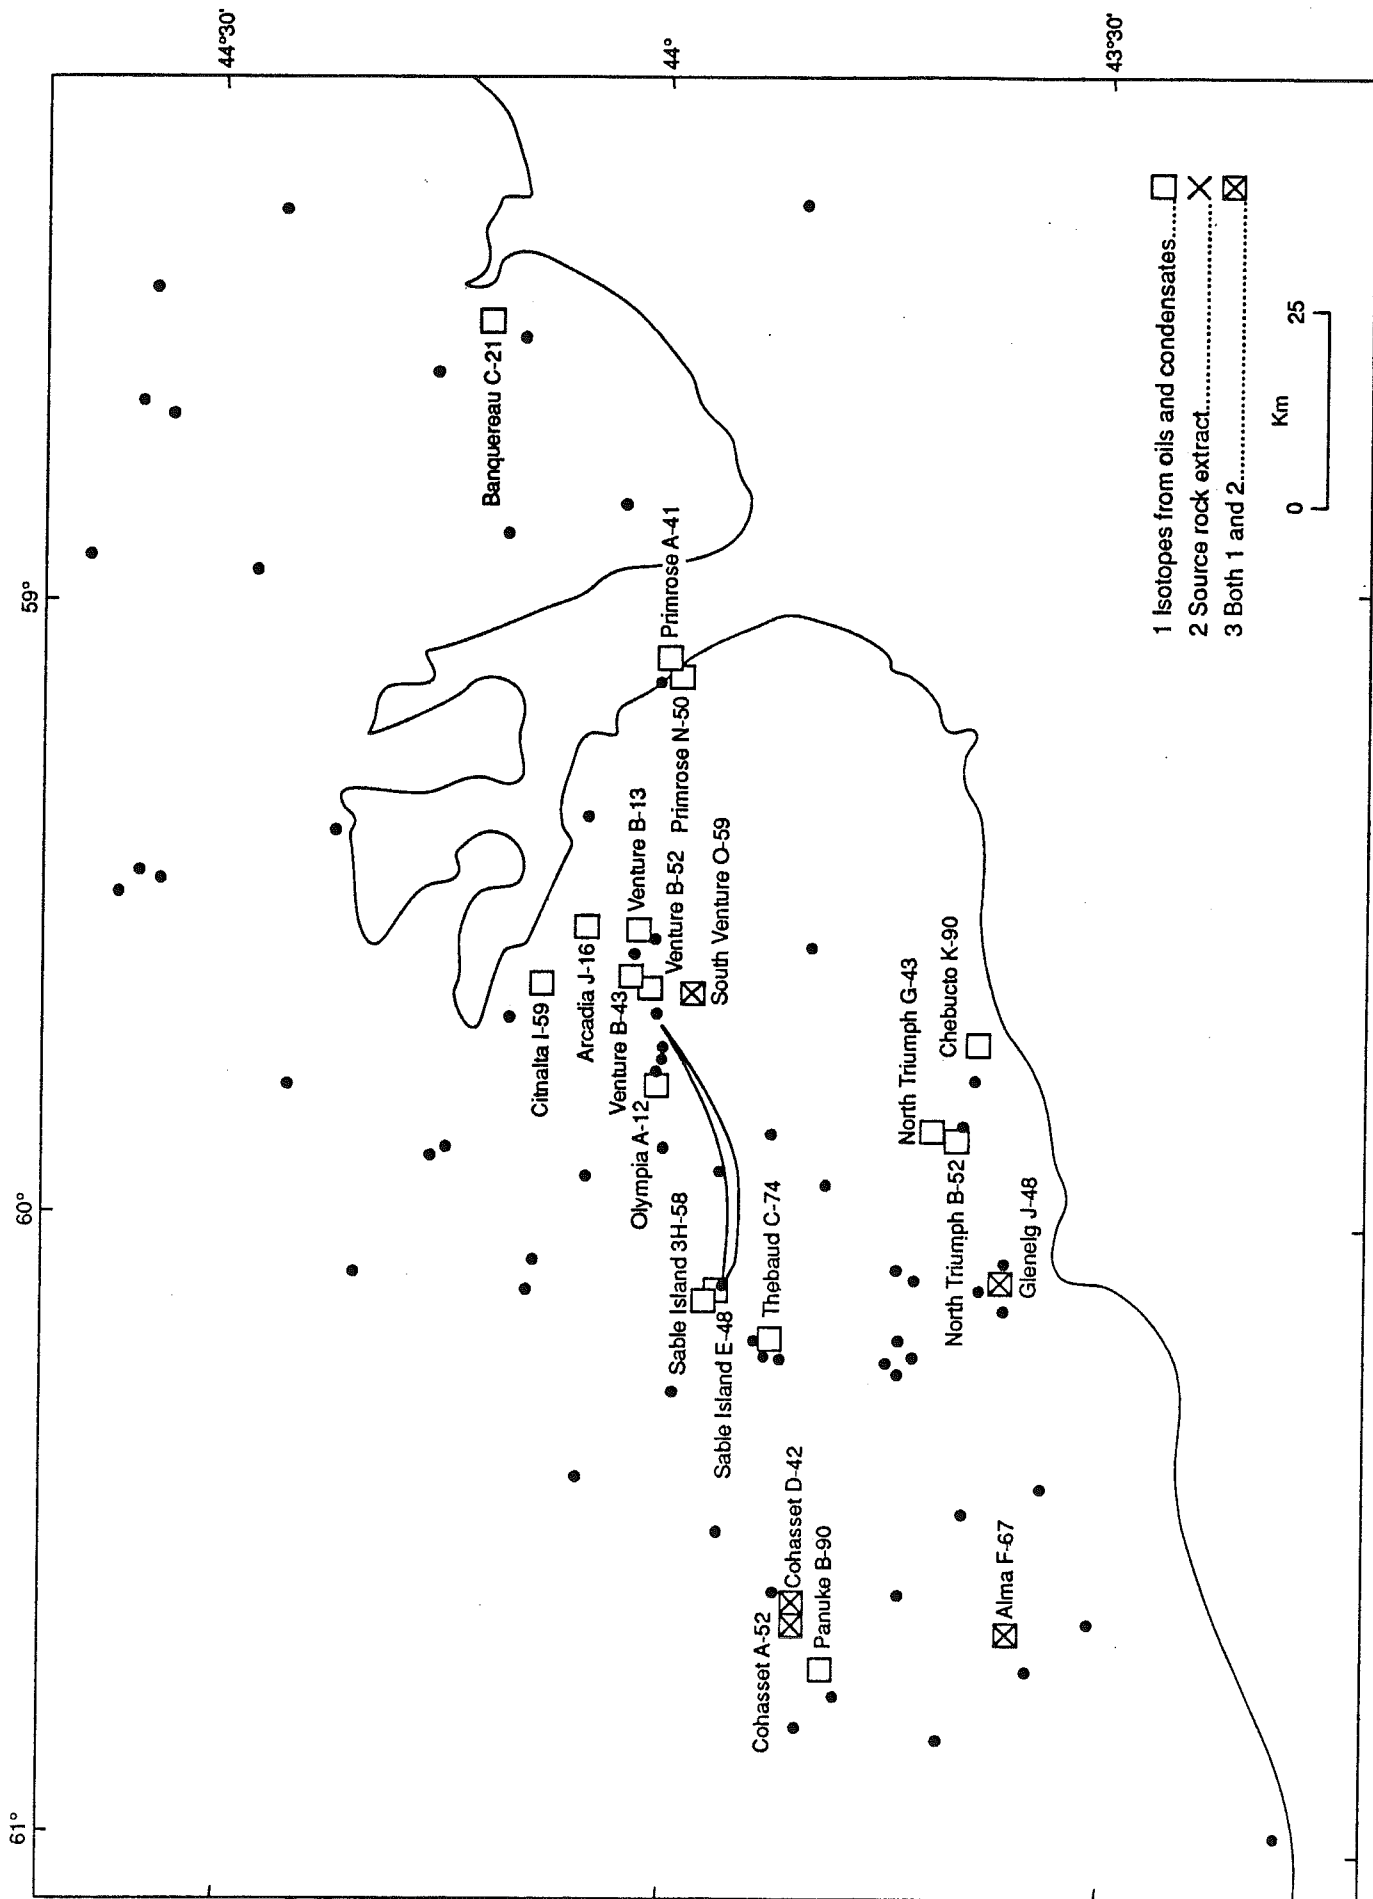 61°
60°
59°
44°30'
44°
43°30'
Banquereau C-21
Primrose A-41
Primrose N-50
Citnalta I-59
Arcadia J-16
Venture B-13
Venture B-43
Venture B-52
South Venture O-59
Olympia A-12
Sable Island 3H-58
Sable Island E-48
Thebaud C-74
North Triumph G-43
Chebucto K-90
North Triumph B-52
Glenelg J-48
Cohasset D-42
Cohasset A-52
Panuke B-90
Alma F-67
1 Isotopes from oils and condensates......
2 Source rock extract..............................
3 Both 1 and 2........................................
Km
0 25